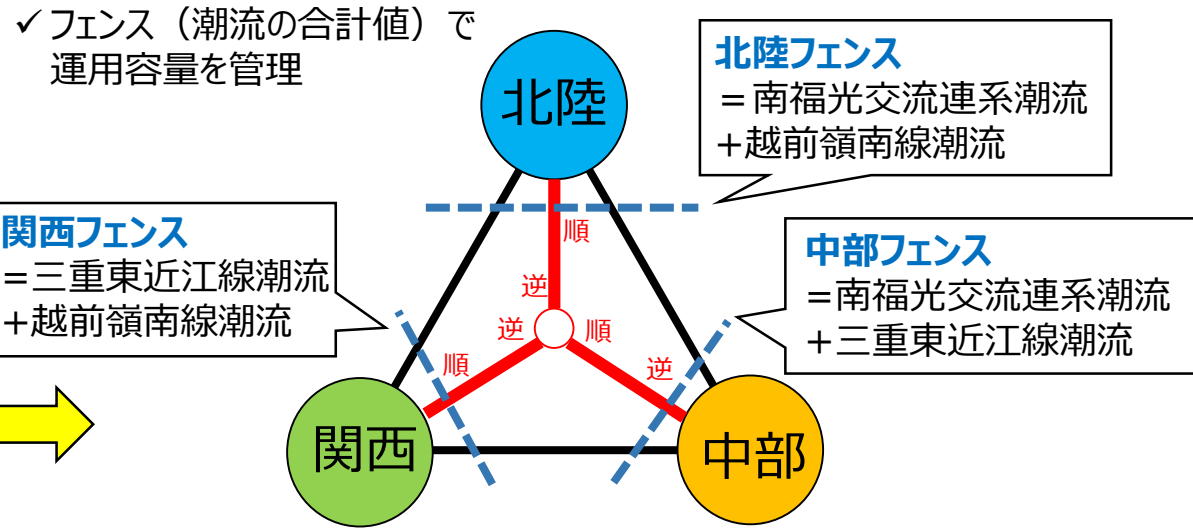 ✓フェンス（潮流の合計値）で
運用容量を管理
北陸
北陸フェンス
＝南福光交流連系潮流
+越前嶺南線潮流
関西フェンス
=三重東近江線潮流
+越前嶺南線潮流
中部フェンス
=南福光交流連系潮流
+三重東近江線潮流
順
逆
逆
順
順
逆
関西
中部